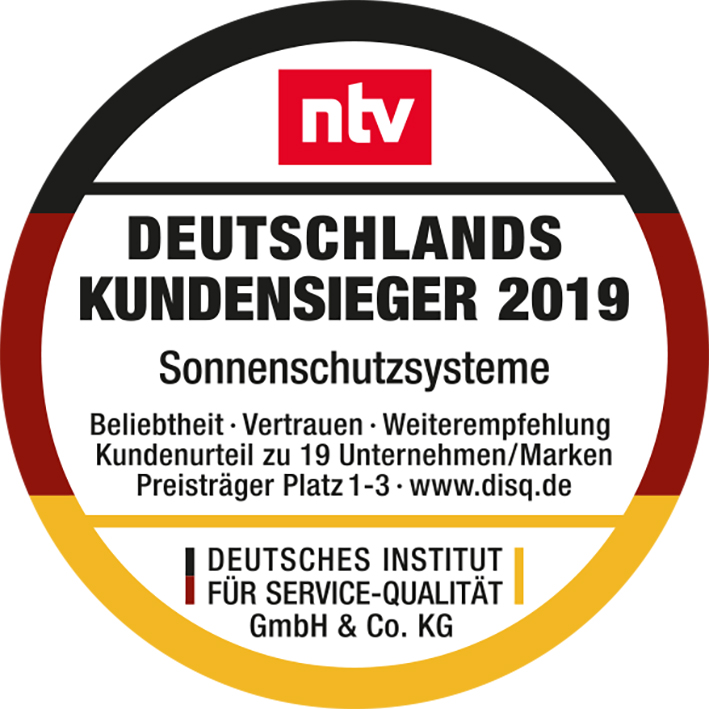 ntv
DEUTSCHLANDS
KUNDENSIEGER 2019
Sonnenschutzsysteme
Beliebtheit · Vertrauen · Weiterempfehlung
Kundenurteil zu 19 Unternehmen/Marken
Preisträger Platz 1-3 · www.disq.de
DEUTSCHES INSTITUT
FÜR SERVICE-QUALITÄT
GmbH & Co. KG